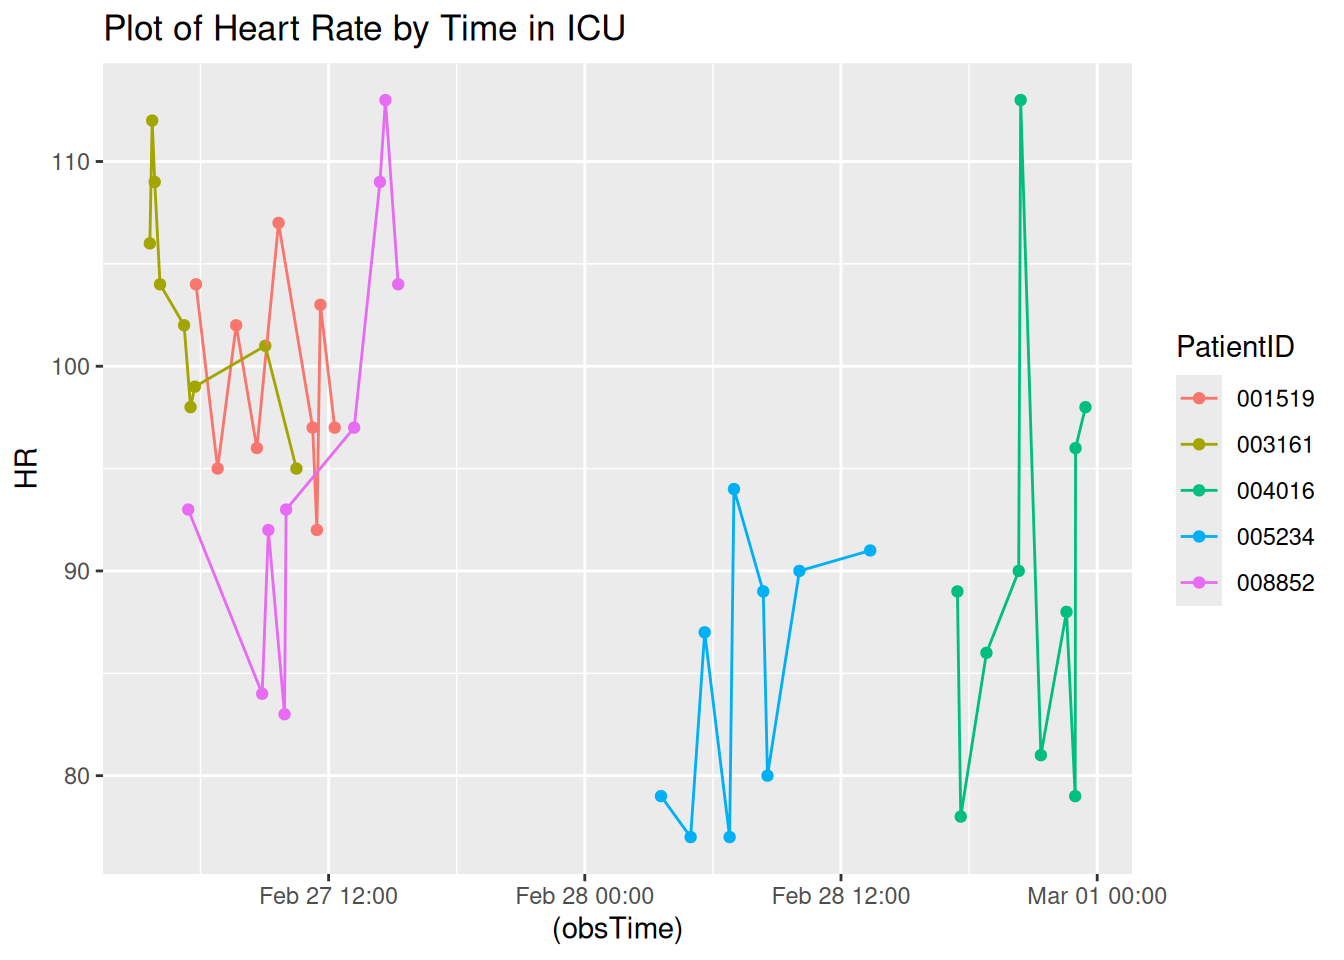 Plot of Heart Rate by Time in ICU
HR
110
100
90
80
Feb 27 12:00
Feb 28 00:00
Feb 28 12:00
Mar 01 00:00
(obsTime)
PatientID
001519
003161
004016
005234
008852